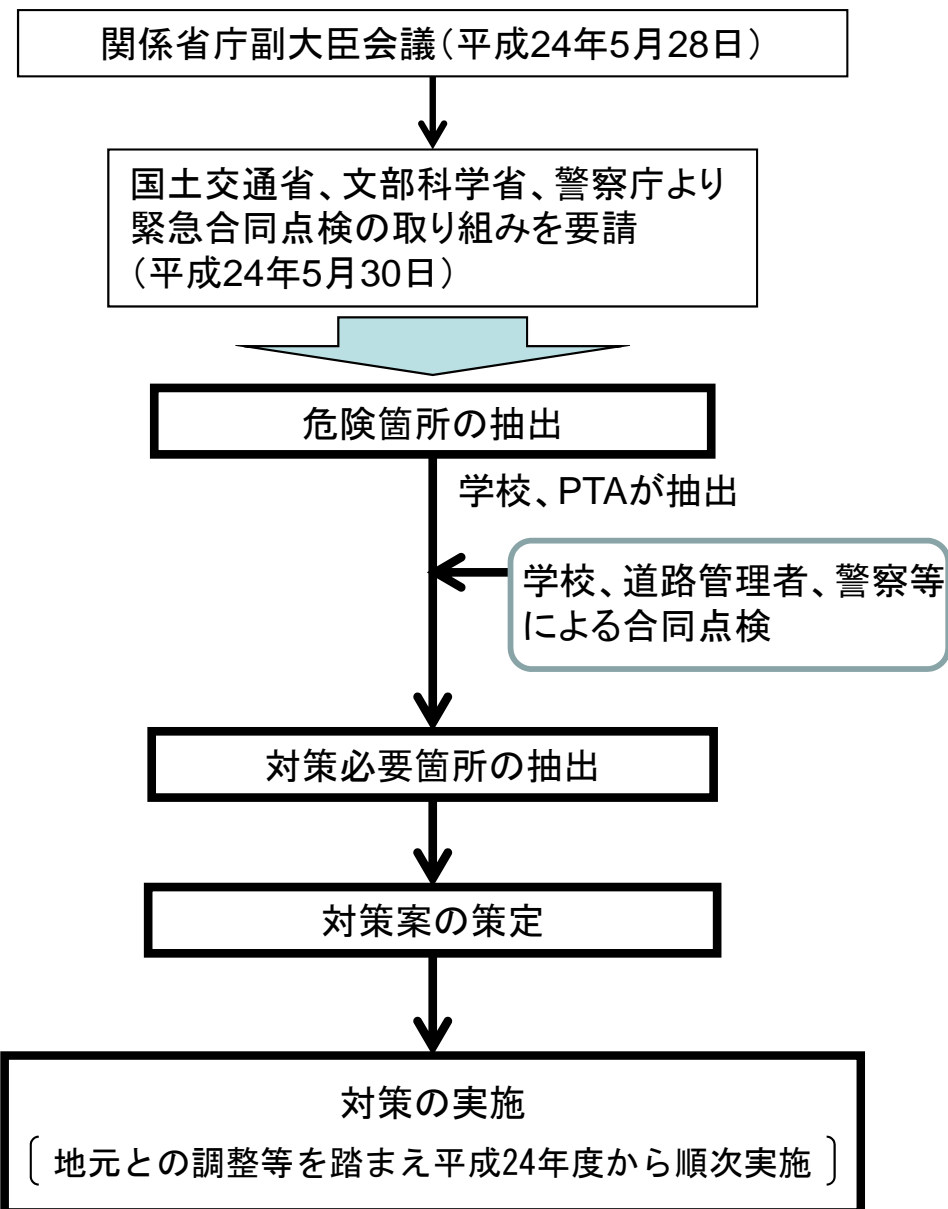 関係省庁副大臣会議（平成24年5月28日）
国土交通省、文部科学省、警察庁より
緊急合同点検の取り組みを要請
（平成24年5月30日）
危険箇所の抽出
学校、PTAが抽出
学校、道路管理者、警察等
による合同点検
対策必要箇所の抽出
対策案の策定
対策の実施
〔 地元との調整等を踏まえ平成24年度から順次実施 〕